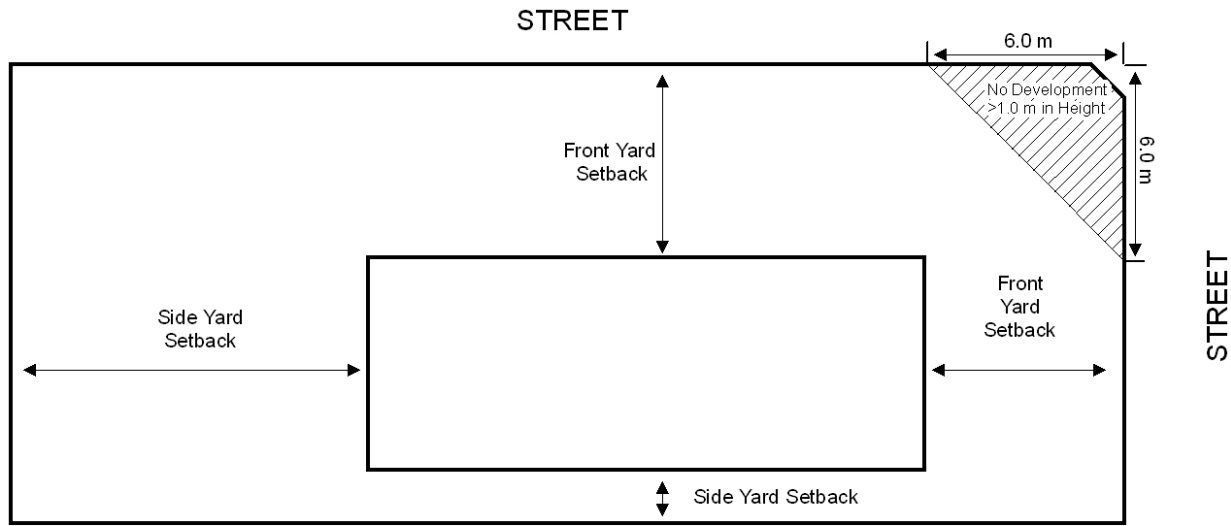 STREET
6.0 m
No Development
>1.0 m in Height
6.0 m
Front Yard
Setback
STREET
Front
Yard
Setback
Side Yard
Setback
Side Yard Setback